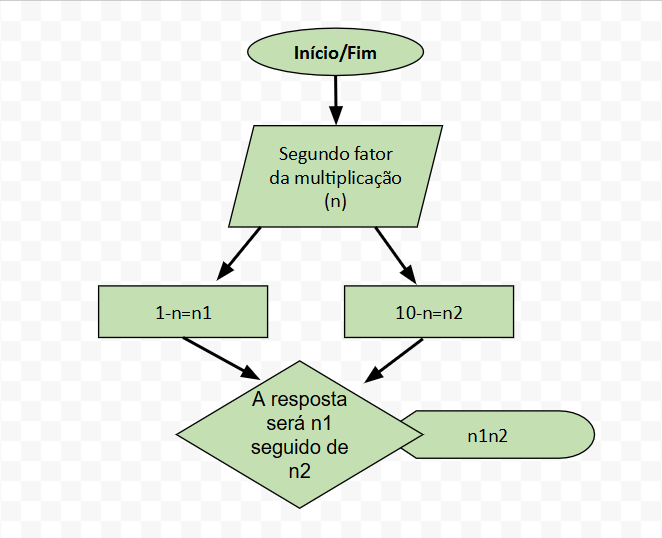 Início/Fim
Segundo fator
da multiplicação
(n)
1-n=n1
10-n=n2
A resposta
será n1
seguido de
n2
n1n2